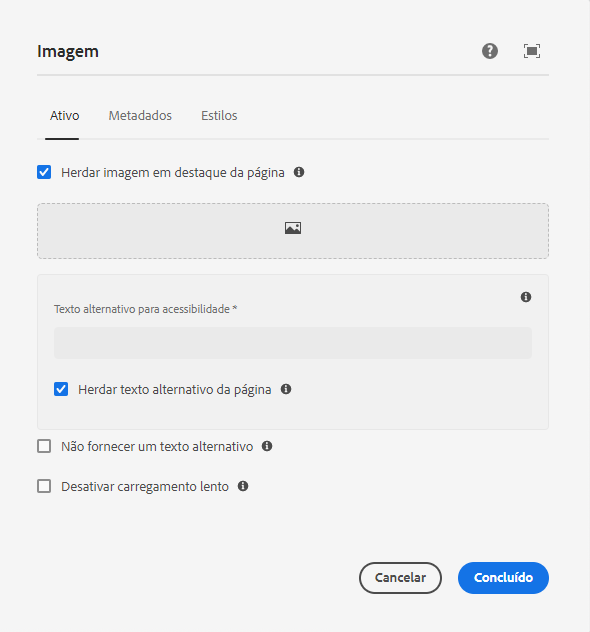 Imagem
Ativo Metadados Estilos
Herdar imagem em destaque da página
Texto alternativo para acessibilidade *
Herdar texto alternativo da página
Não fornecer um texto alternativo
Desativar carregamento lento
Cancelar Concluído